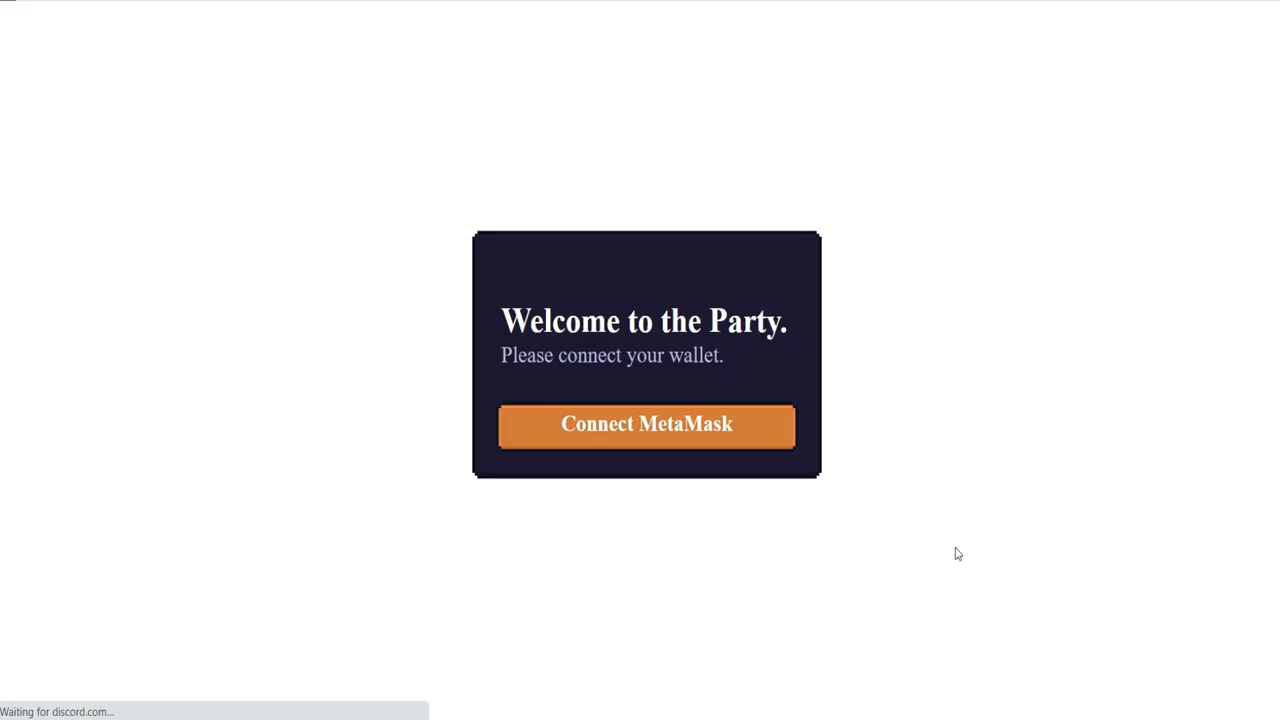 Welcome to the Party.
Please connect your wallet.
Connect MetaMask
Waiting for discord.com...